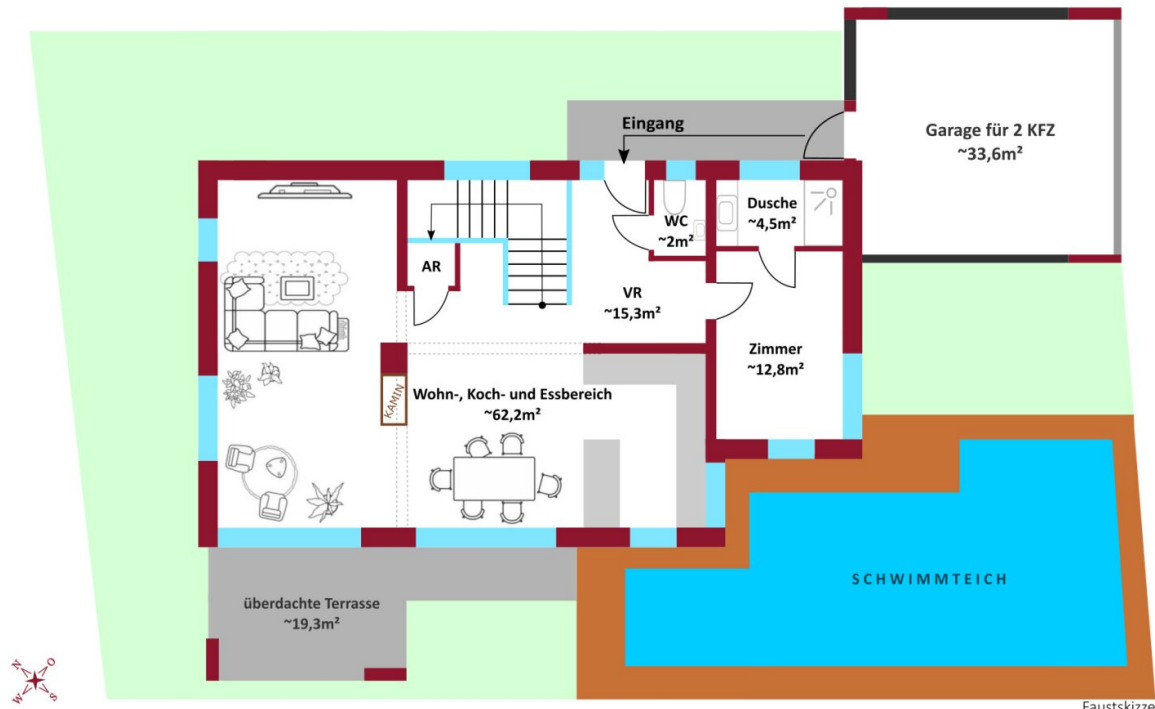 Eingang
Garage für 2 KFZ
~33,6m²
Dusche
~4,5m²
WC
~2m²
AR
VR
~15,3m²
Zimmer
~12,8m²
KAMIN
Wohn-, Koch- und Essbereich
~62,2m²
SCHWIMMTEICH
überdachte Terrasse
~19,3m²
N
O
W
S
Faustskizze